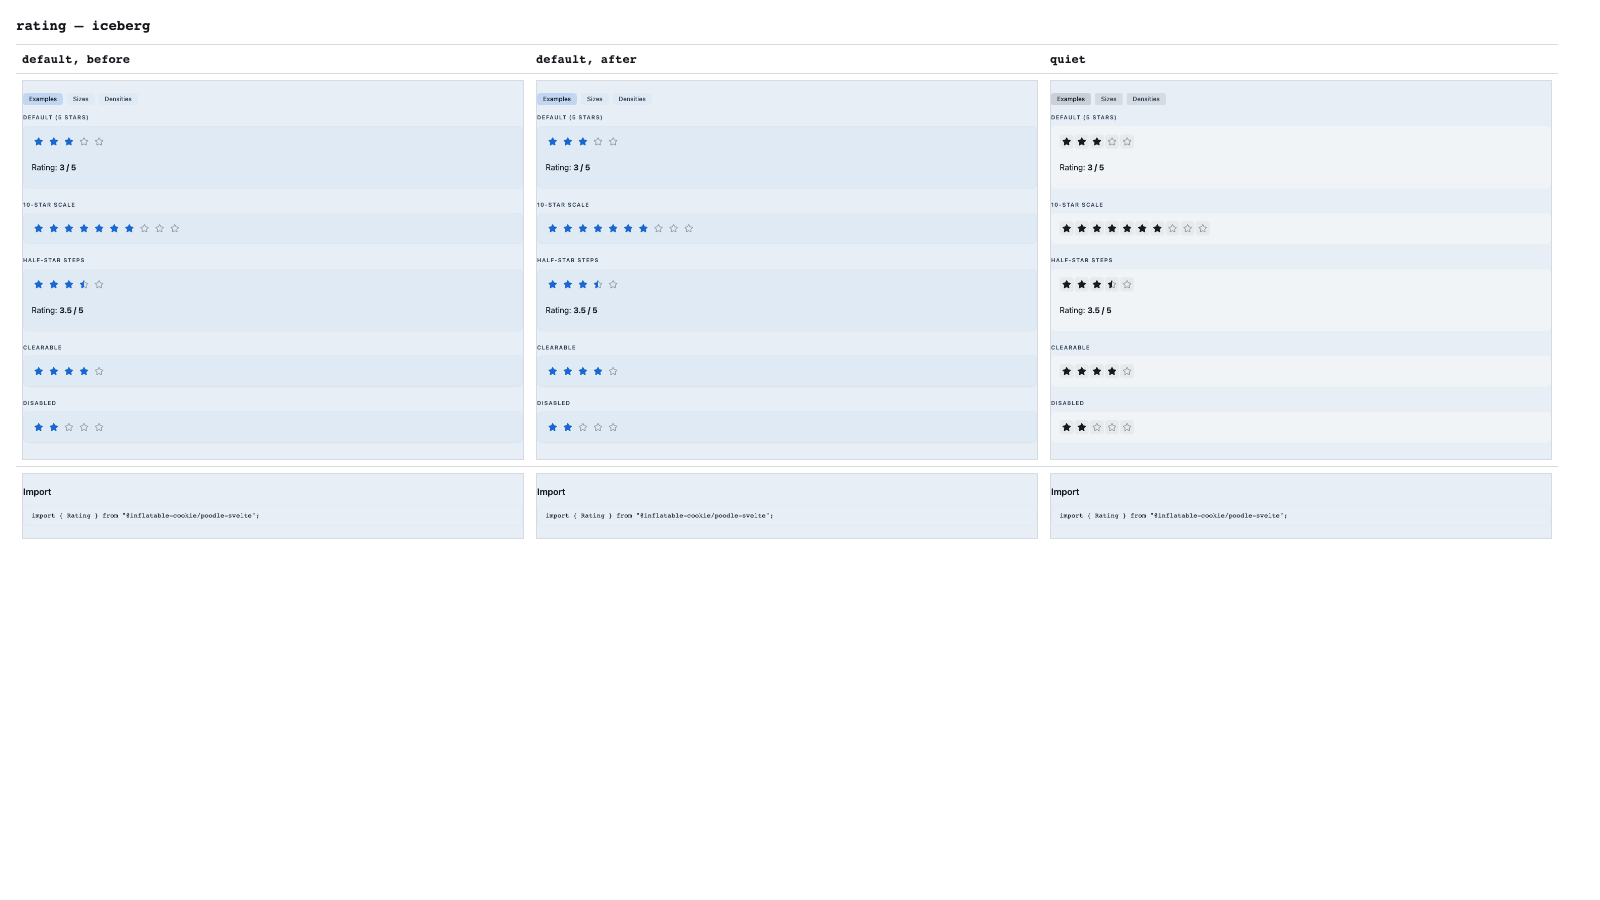 rating — iceberg
default, before
default, after
quiet
Examples Sizes Densities
DEFAULT (5 STARS)
Rating: 3 / 5
10-STAR SCALE
HALF-STAR STEPS
Rating: 3.5 / 5
CLEARABLE
DISABLED
Examples Sizes Densities
DEFAULT (5 STARS)
Rating: 3 / 5
10-STAR SCALE
HALF-STAR STEPS
Rating: 3.5 / 5
CLEARABLE
DISABLED
Examples Sizes Densities
DEFAULT (5 STARS)
Rating: 3 / 5
10-STAR SCALE
HALF-STAR STEPS
Rating: 3.5 / 5
CLEARABLE
DISABLED
Import
import { Rating } from "@inflatable-cookie/poodle-svelte";
Import
import { Rating } from "@inflatable-cookie/poodle-svelte";
Import
import { Rating } from "@inflatable-cookie/poodle-svelte";